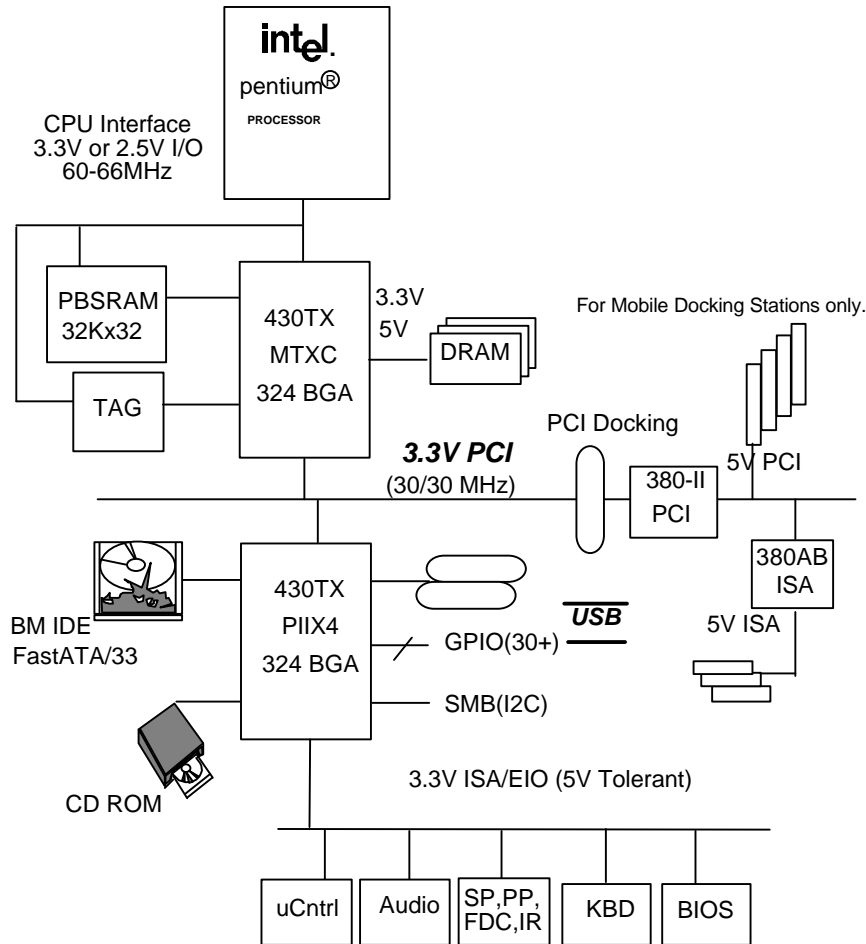 intel.
pentium®
PROCESSOR
CPU Interface
3.3V or 2.5V I/O
60-66MHz
PBSRAM
32Kx32
TAG
430TX
MTXC
324 BGA
3.3V
5V
DRAM
For Mobile Docking Stations only.
PCI Docking
3.3V PCI
(30/30 MHz)
380-II
PCI
5V PCI
380AB
ISA
5V ISA
BM IDE
FastATA/33
430TX
PIIX4
324 BGA
USB
GPIO(30+)
SMB(I2C)
CD ROM
3.3V ISA/EIO (5V Tolerant)
uCntrl
Audio
SP,PP,
FDC,IR
KBD
BIOS